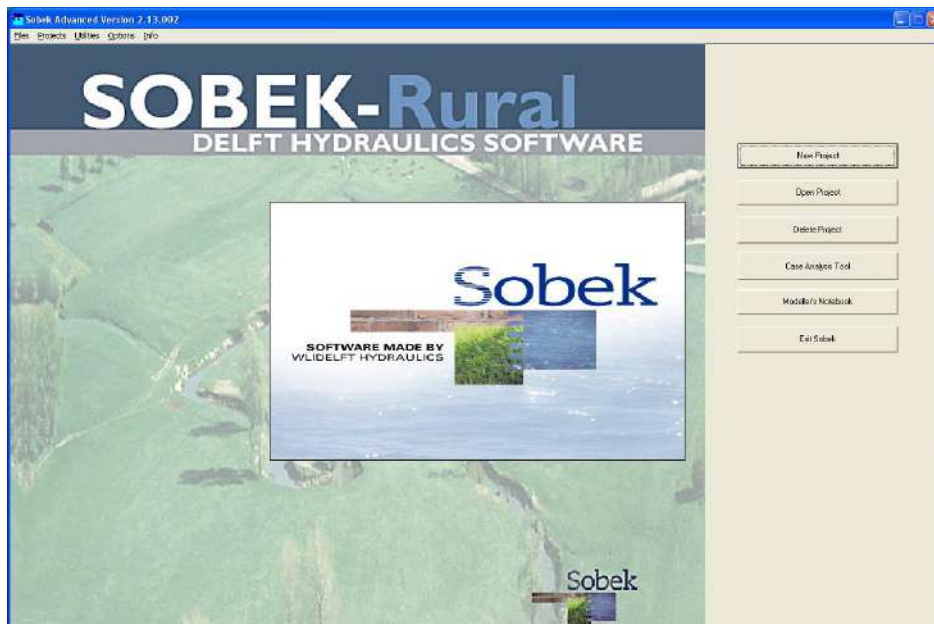 Sobek Advanced Version 2.13.002
Files Projects Utilities Options Info
SOBEK-Rural
DELFT HYDRAULICS SOFTWARE
New Project
Open Project
Delete Project
Case Analysis Tool
Modeller's Notebook
Exit Sobek
Sobek
SOFTWARE MADE BY
WL|DELFT HYDRAULICS
Sobek